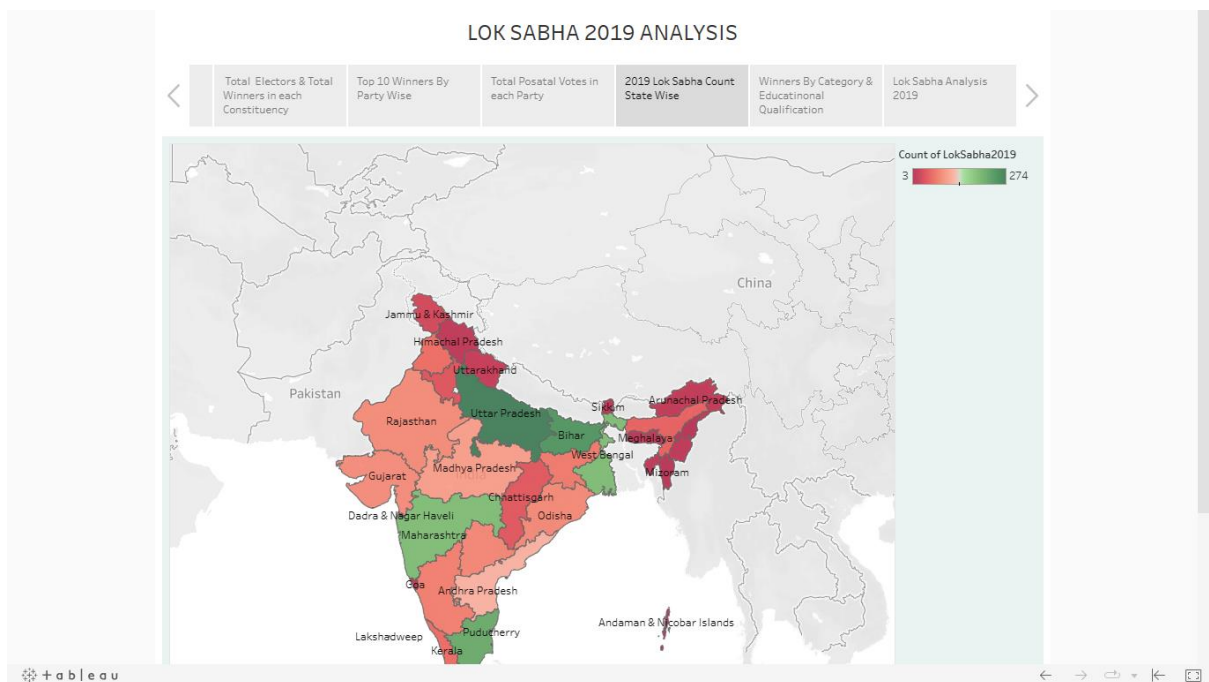 LOK SABHA 2019 ANALYSIS
Total Electors & Total
Winners in each
Constituency
Top 10 Winners By
Party Wise
Total Posatal Votes in
each Party
2019 Lok Sabha Count
State Wise
Winners By Category &
Educatinonal
Qualification
Lok Sabha Analysis
2019
Count of LokSabha2019
3
274
China
Jammu & Kashmir
Himachal Pradesh
Uttarakhand
Pakistan
Sikkim
Arunachal Pradesh
Rajasthan
Uttar Pradesh
Bihar
Meghalaya
West Bengal
Gujarat
Madhya Pradesh
India
Mizoram
Chhattisgarh
Dadra & Nagar Haveli
Odisha
Maharashtra
Goa
Andhra Pradesh
Andaman & Nicobar Islands
Lakshadweep
Puducherry
Kerala
+ableau